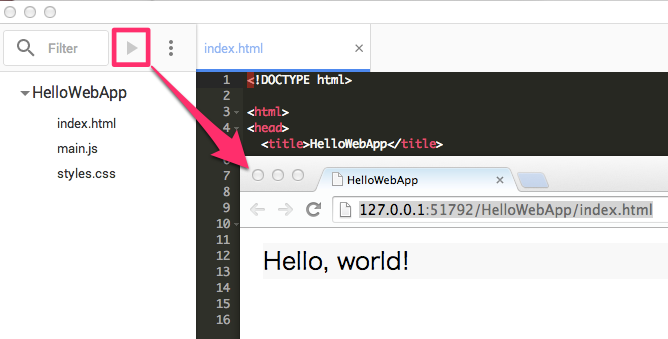 Filter
index.html
HelloWebApp
index.html
main.js
styles.css
1 <!DOCTYPE html>
2
3 <html>
4 <head>
5 <title>HelloWebApp</title>
7
8
9
10
11
12
13
14
15
16
HelloWebApp
127.0.0.1:51792/HelloWebApp/index.html
Hello, world!